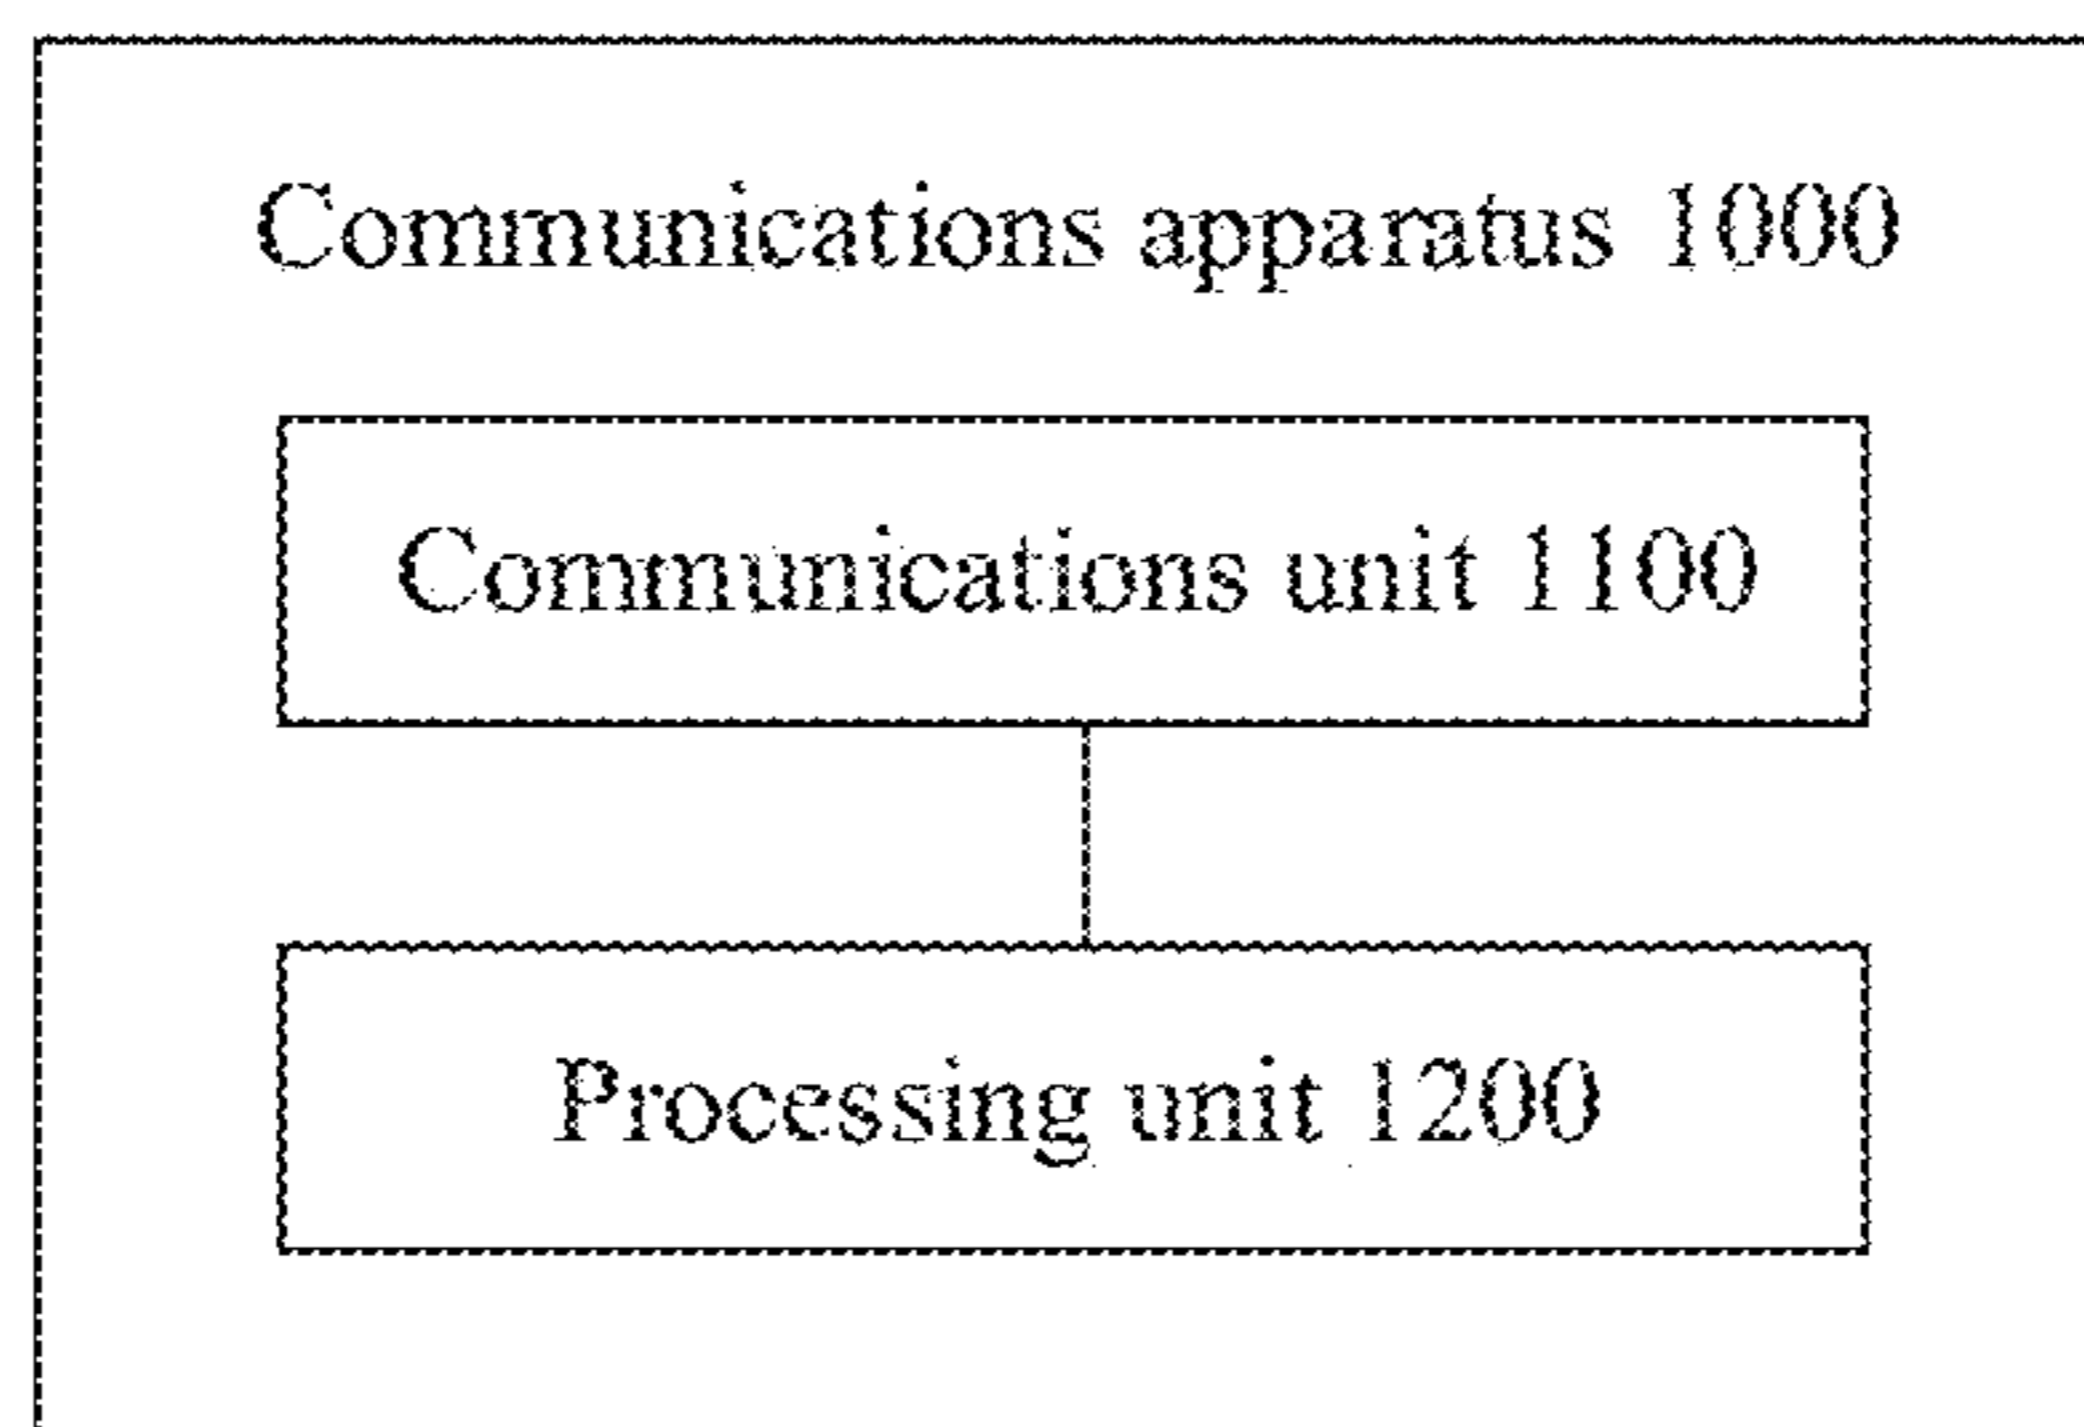 Communications apparatus 1000
Communications unit 1100
Processing unit 1200